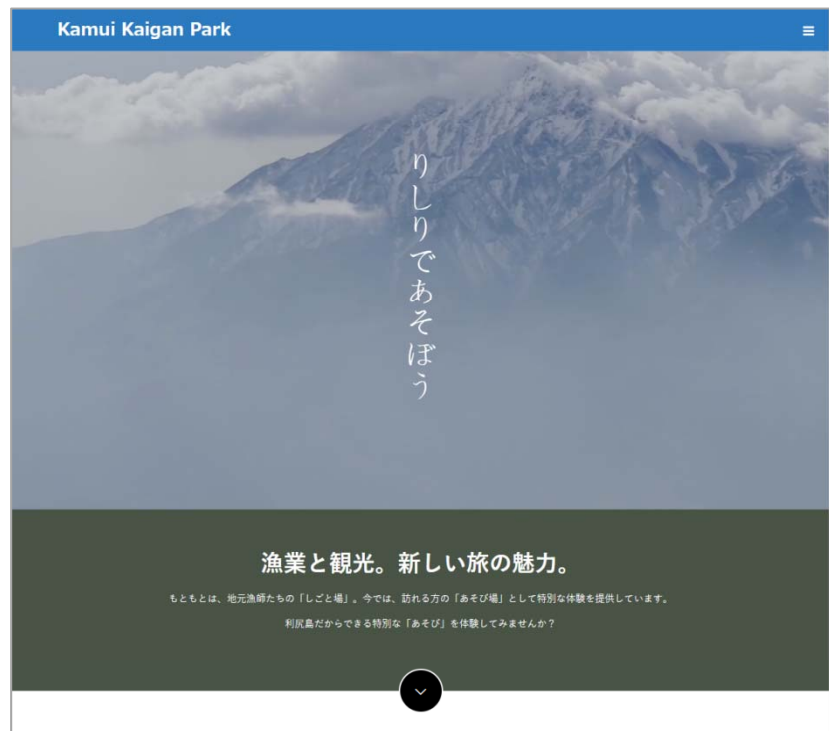 Kamui Kaigan Park
りしりであそぼう
漁業と観光。新しい旅の魅力。
もともとは、地元漁師たちの「しごと場」。今では、訪れる方の「あそび場」として特別な体験を提供しています。
利尻島だからできる特別な「あそび」を体験してみませんか？